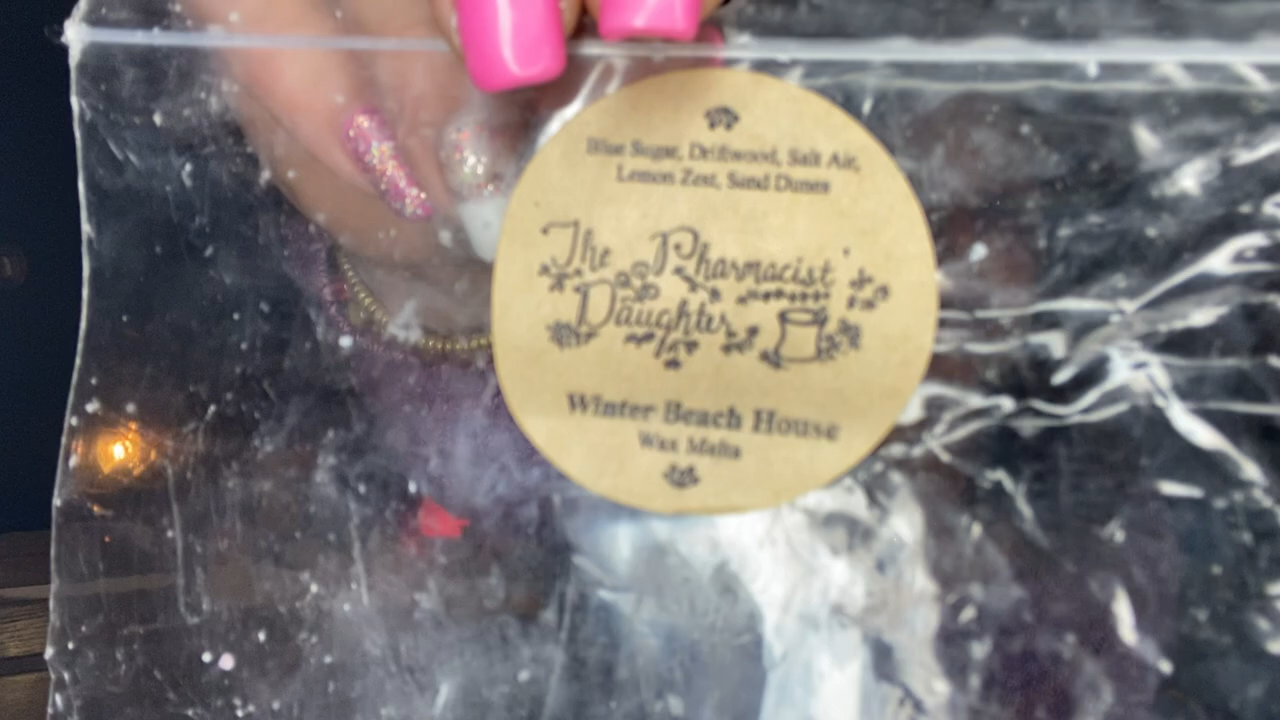 Blue Sugar, Driftwood, Salt Air,
Lemon Zest, Sand Dunes
The Pharmacist'
Daughter
Winter Beach House
Wax Melts